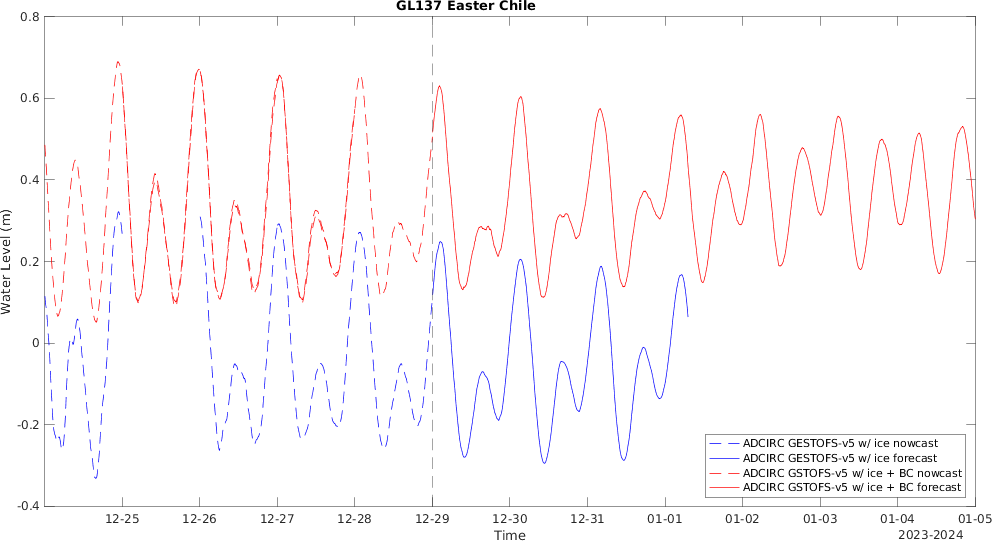 GL137 Easter Chile
Water Level (m)
0.8
0.6
0.4
0.2
0
-0.2
-0.4
12-25 12-26 12-27 12-28 12-29 12-30 12-31 01-01 01-02 01-03 01-04 01-05
Time
2023-2024
ADCIRC GESTOFS-v5 w/ ice nowcast
ADCIRC GESTOFS-v5 w/ ice forecast
ADCIRC GSTOFS-v5 w/ ice + BC nowcast
ADCIRC GSTOFS-v5 w/ ice + BC forecast